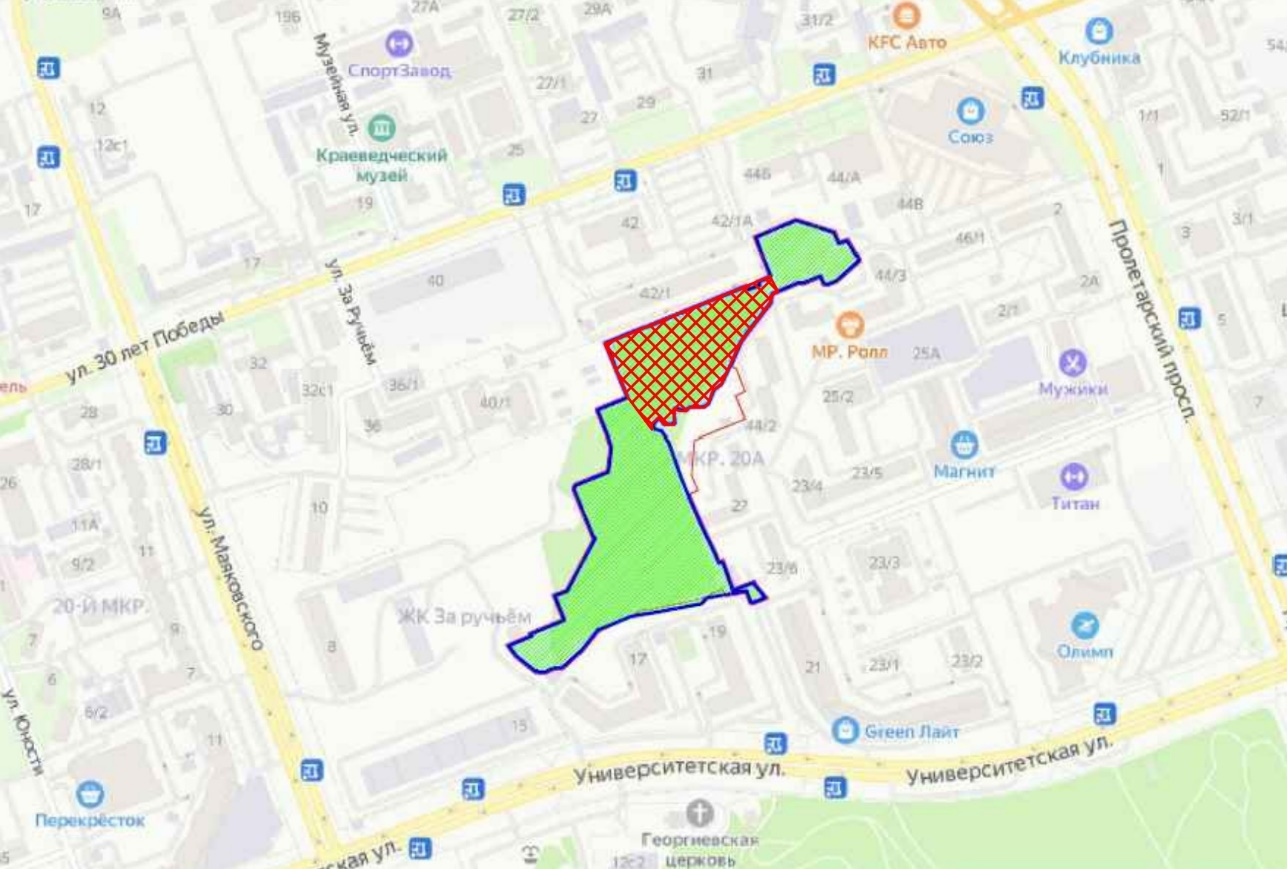 9А
19Б
27А
27/2
29А
31/2
KFC Авто
Клубника
54
СпортЗавод
Музейная ул.
27/1
31
29
27
12
12с1
Союз
1/1
52/1
Краеведческий
музей
25
19
17
44Б
44/А
44В
1
2
3
3/1
42
42/1А
46/1
17
ул. За Ручьём
40
42/1
44/3
2А
2/1
5
Пролетарский просп.
ул. 30 лет Победы
МР. Ролл
25А
Мужики
ель
32
32с1
36/1
40/1
25/2
7
28
30
36
44/2
28/1
МКР. 20А
Магнит
26
23/4
23/5
Титан
10
27
11А
ул. Маяковского
9/2
11
23/6
23/3
1
20-Й МКР.
ЖК За ручьём
9
7
8
19
17
21
23/1
23/2
Олимп
6
7
6/2
ул. Юности
11
15
Green Лайт
Университетская ул.
Университетская ул.
Перекрёсток
Георгиевская
церковь
ская ул.